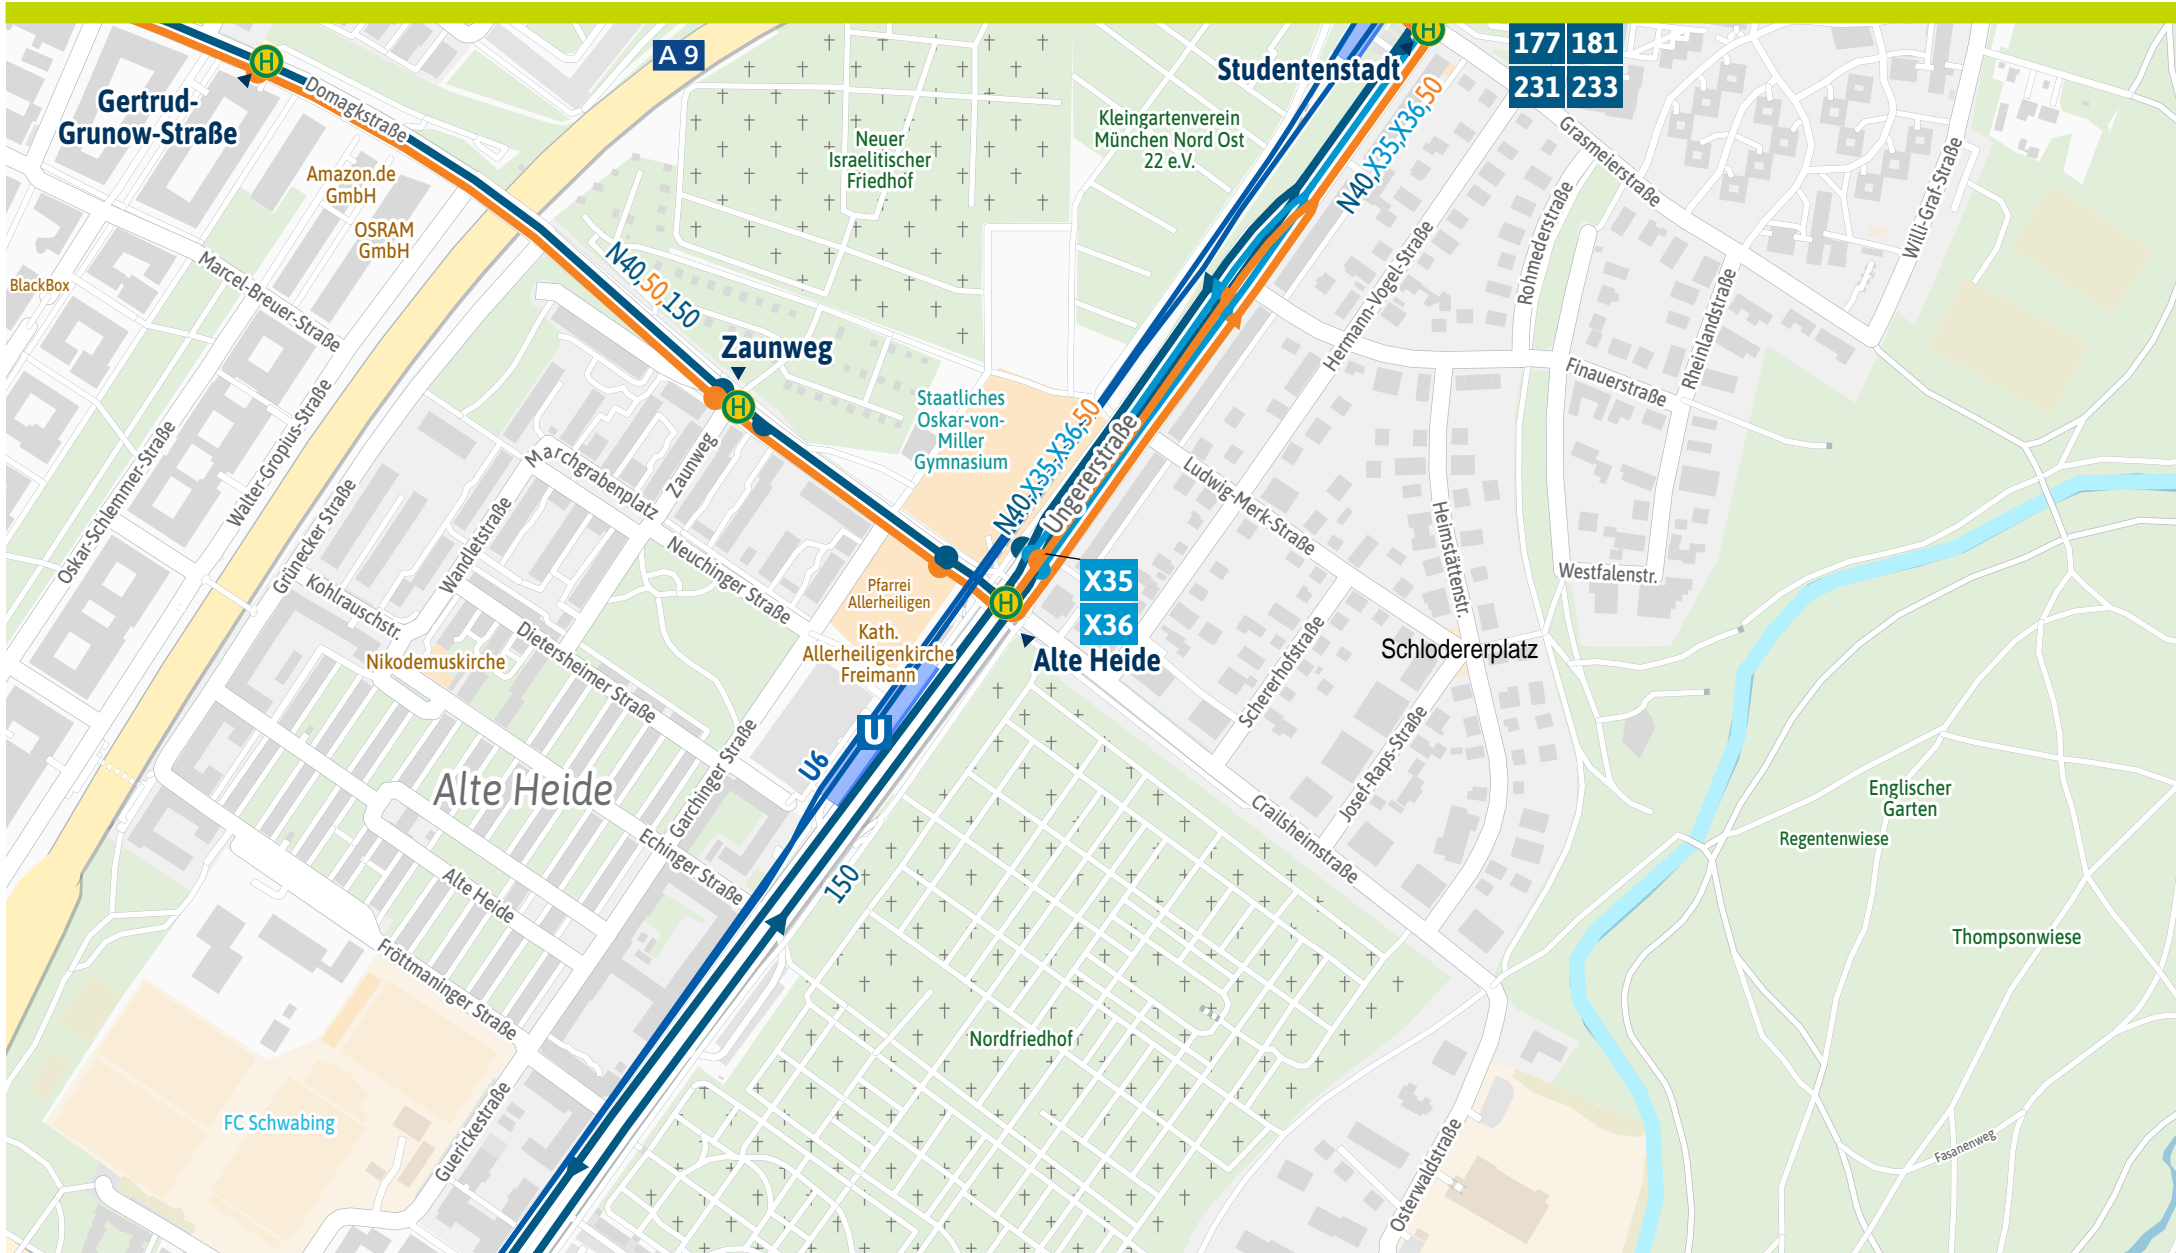 A 9
177 181
231 233
Studentenstadt
Gertrud-
Grunow-Straße
Domagkstraße
Kleingartenverein
München Nord Ost
22 e.V.
N40,X35,X36,50
Grasmeierstraße
Willi-Graf-Straße
Neuer
Israelitischer
Friedhof
Amazon.de
GmbH
OSRAM
GmbH
BlackBox
Marcel-Breuer-Straße
N40,50,150
Hermann-Vogel-Straße
Rohmederstraße
Rheinlandstraße
Zaunweg
Finauerstraße
Staatliches
Oskar-von-
Miller
Gymnasium
N40,X35,X36,50
Ungererstraße
Oskar-Schlemmer-Straße
Walter-Gropius-Straße
Grünecker Straße
Marchgrabenplatz
Zaunweg
Ludwig-Merk-Straße
Heimstättenstr.
Wandletstraße
Neuchinger Straße
Kohlrauschstr.
Pfarrei
Allerheiligen
X35
X36
Westfalenstr.
Kath.
Allerheiligenkirche
Freimann
Nikodemuskirche
Dietersheimer Straße
Alte Heide
Schlodererplatz
Scherer­hofstraße
Josef-Raps-Straße
U
U6
Garchinger Straße
Alte Heide
Echinger Straße
Crailsheimstraße
Englischer
Garten
Regentenwiese
150
Alte Heide
Thompsonwiese
Fröttmaninger Straße
Nordfriedhof
FC Schwabing
Guerickestraße
Osterwaldstraße
Fasanenweg
H
H
H
H